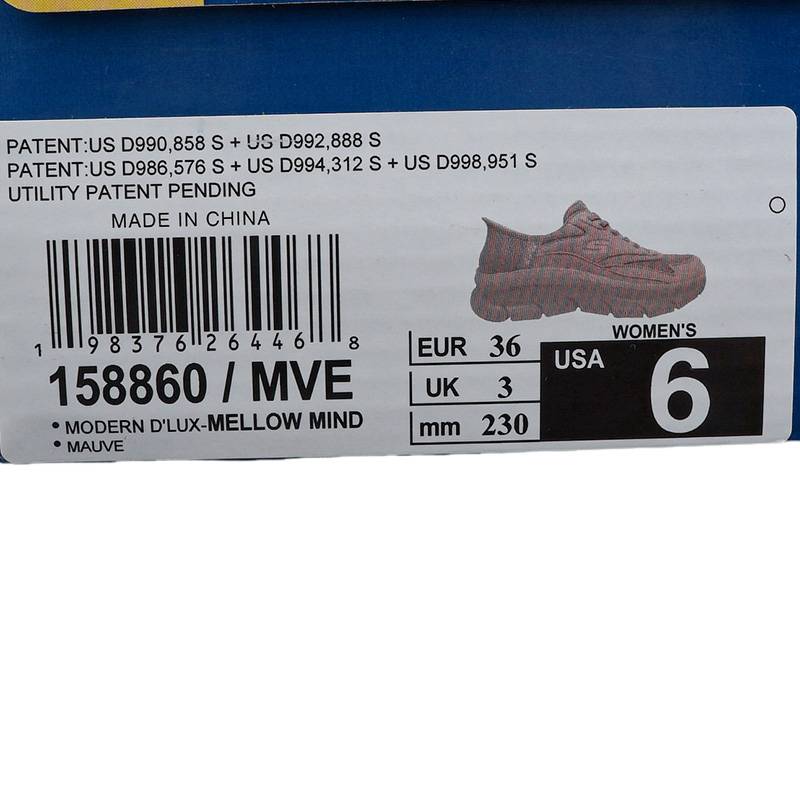 PATENT:US D990,858 S + US D992,888 S
PATENT:US D986,576 S + US D994,312 S + US D998,951 S
UTILITY PATENT PENDING
MADE IN CHINA
1 98376 26446 8
158860 / MVE
• MODERN D'LUX-MELLOW MIND
• MAUVE
EUR 36
UK 3
mm 230
WOMEN'S
USA 6